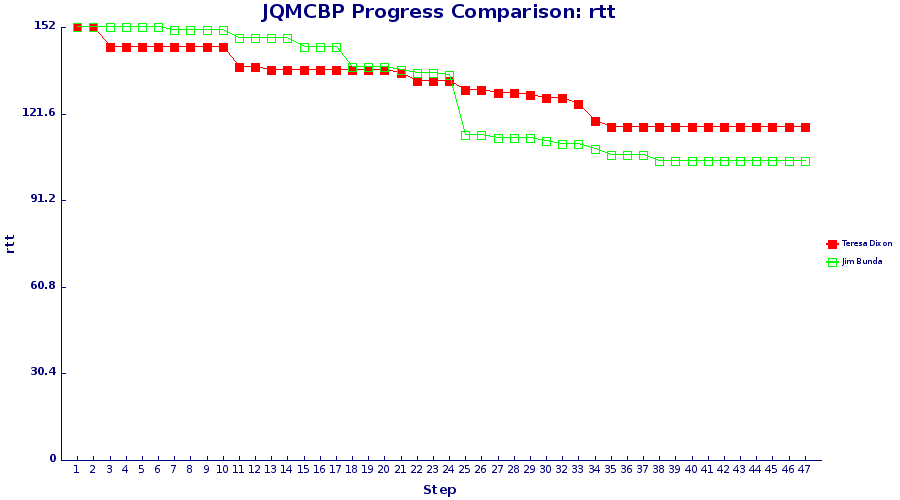 JQMCBP Progress Comparison: rtt
152
121.6
91.2
60.8
30.4
0
rtt
1 2 3 4 5 6 7 8 9 10 11 12 13 14 15 16 17 18 19 20 21 22 23 24 25 26 27 28 29 30 31 32 33 34 35 36 37 38 39 40 41 42 43 44 45 46 47
Step
Teresa Dixon
Jim Bunda